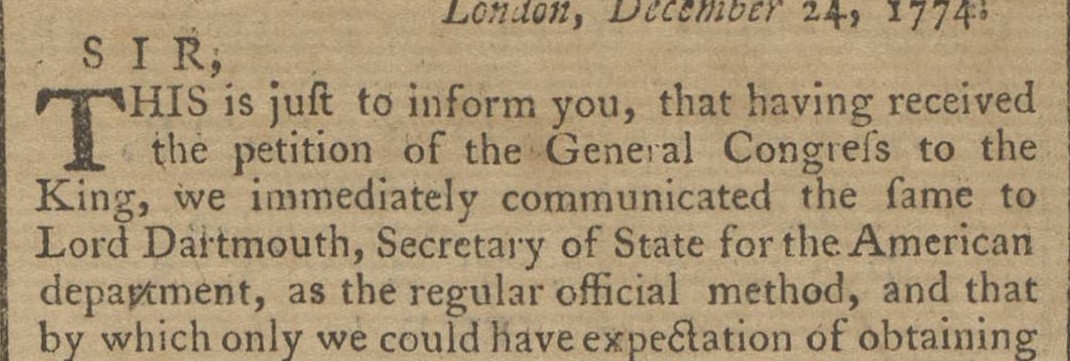 London, December 24, 1774.
S I R,
THIS is juſt to inform you, that having received
the petition of the General Congreſs to the
King, we immediately communicated the ſame to
Lord Dartmouth, Secretary of State for the American
department, as the regular official method, and that
by which only we could have expectation of obtaining